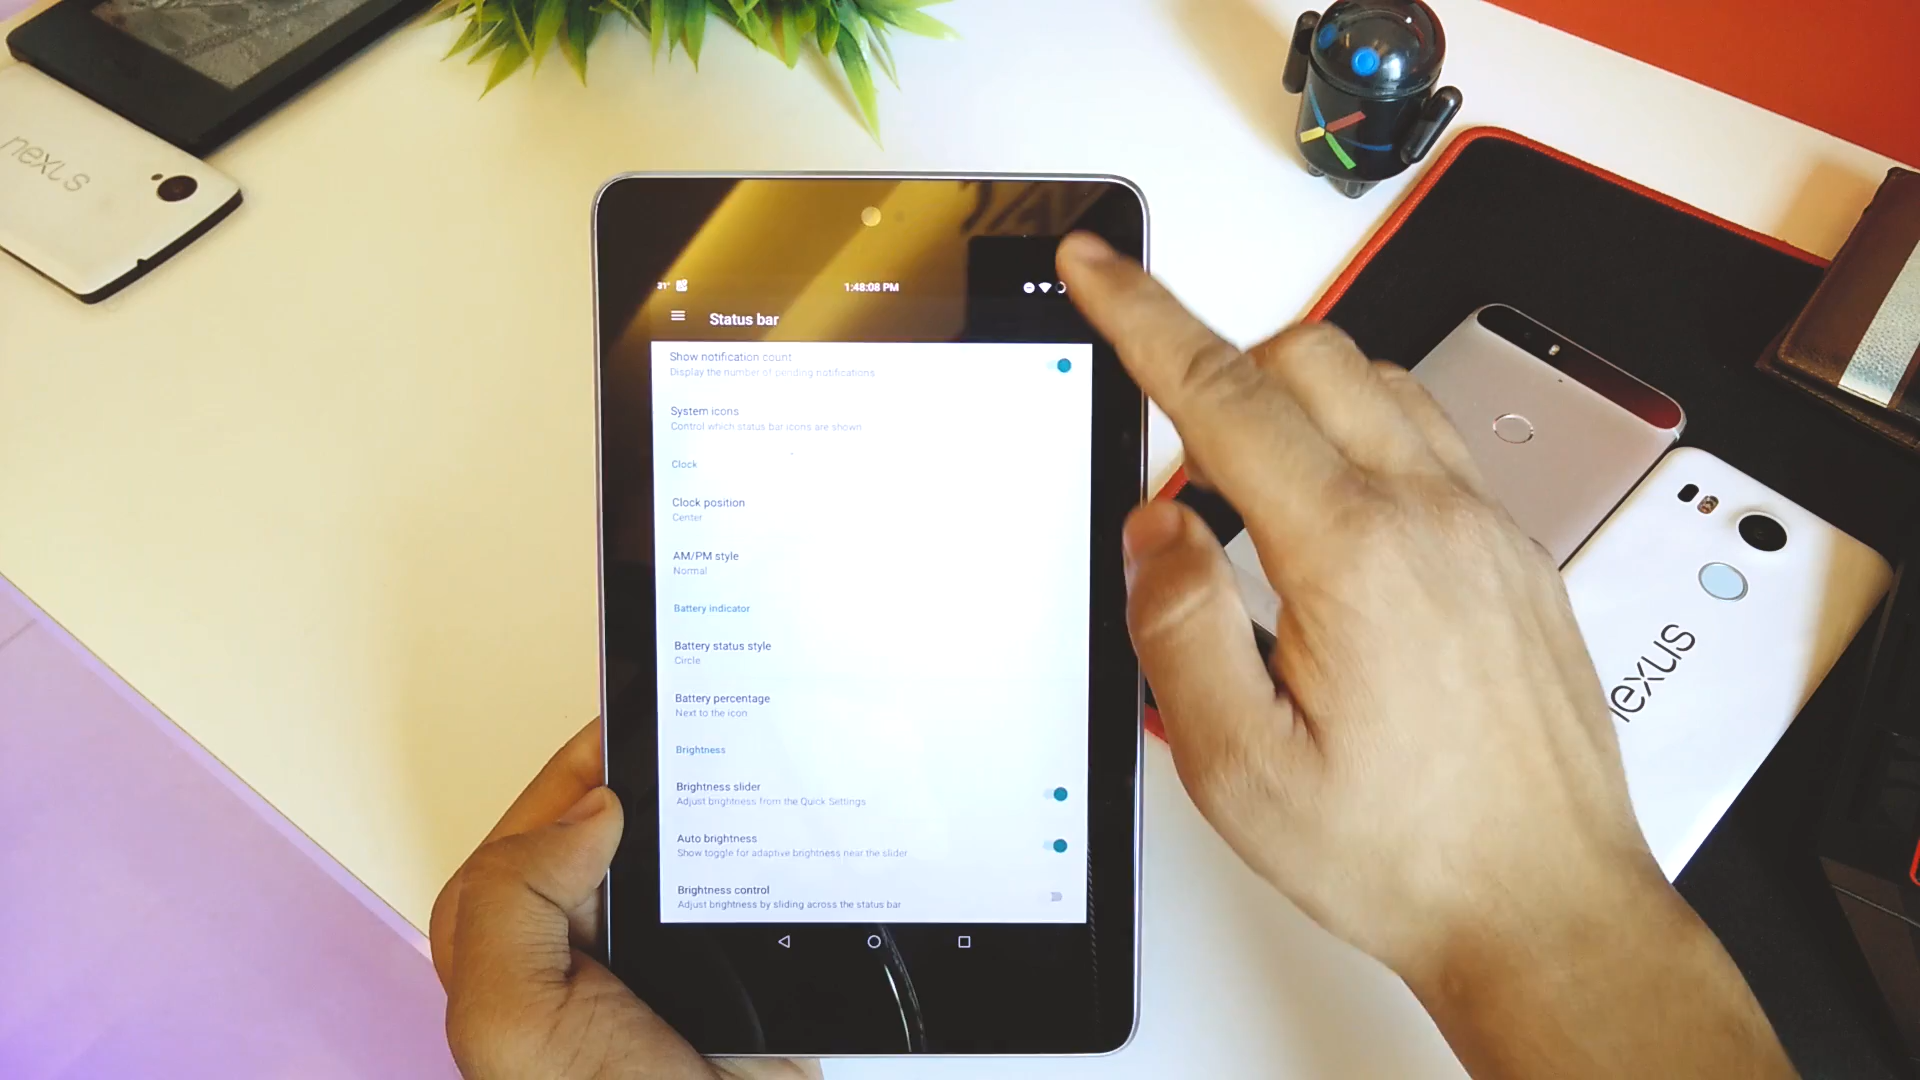 nexus
31°
1:48:08 PM
Status bar
Show notification count
Display the number of pending notifications
System icons
Control which status bar icons are shown
Clock
Clock position
Center
AM/PM style
Normal
Battery indicator
Battery status style
Circle
Battery percentage
Next to the icon
Brightness
Brightness slider
Adjust brightness from the Quick Settings
Auto brightness
Show toggle for adaptive brightness near the slider
Brightness control
Adjust brightness by sliding across the status bar
nexus